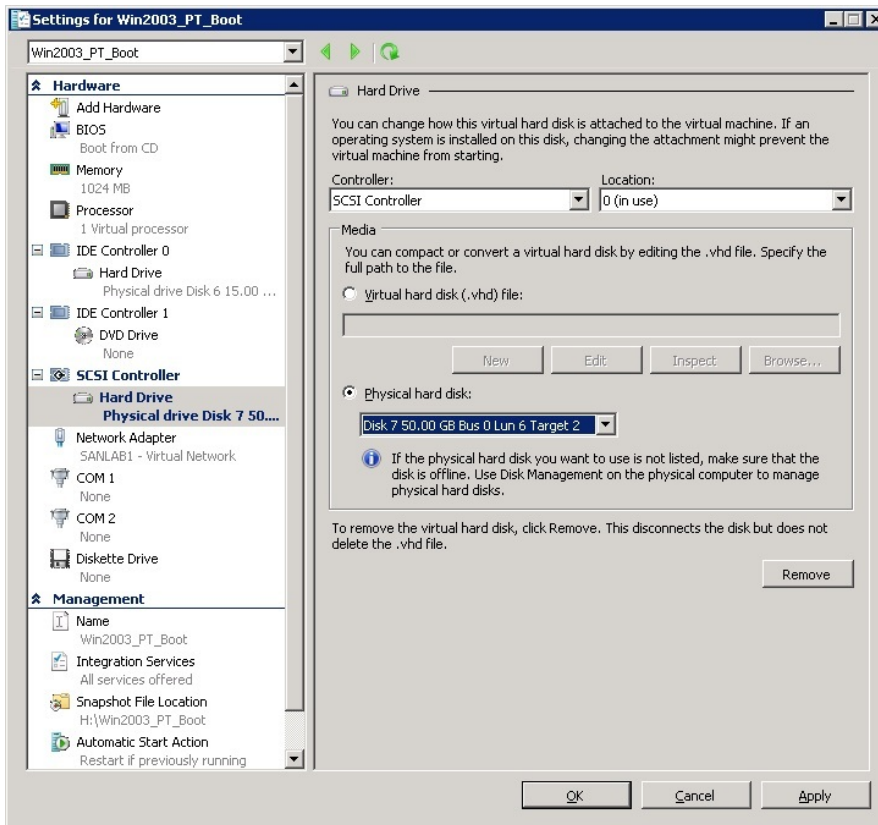 Settings for Win2003_PT_Boot
Win2003_PT_Boot
Hardware
Add Hardware
BIOS
Boot from CD
Memory
1024 MB
Processor
1 Virtual processor
IDE Controller 0
Hard Drive
Physical drive Disk 6 15.00 ...
IDE Controller 1
DVD Drive
None
SCSI Controller
Hard Drive
Physical drive Disk 7 50....
Network Adapter
SANLAB1 - Virtual Network
COM 1
None
COM 2
None
Diskette Drive
None
Management
Name
Win2003_PT_Boot
Integration Services
All services offered
Snapshot File Location
H:\Win2003_PT_Boot
Automatic Start Action
Restart if previously running
Hard Drive
You can change how this virtual hard disk is attached to the virtual machine. If an
operating system is installed on this disk, changing the attachment might prevent the
virtual machine from starting.
Controller:
Location:
SCSI Controller
0 (in use)
Media
You can compact or convert a virtual hard disk by editing the .vhd file. Specify the
full path to the file.
Virtual hard disk (.vhd) file:
New
Edit
Inspect
Browse...
Physical hard disk:
Disk 7 50.00 GB Bus 0 Lun 6 Target 2
If the physical hard disk you want to use is not listed, make sure that the
disk is offline. Use Disk Management on the physical computer to manage
physical hard disks.
To remove the virtual hard disk, click Remove. This disconnects the disk but does not
delete the .vhd file.
Remove
OK
Cancel
Apply